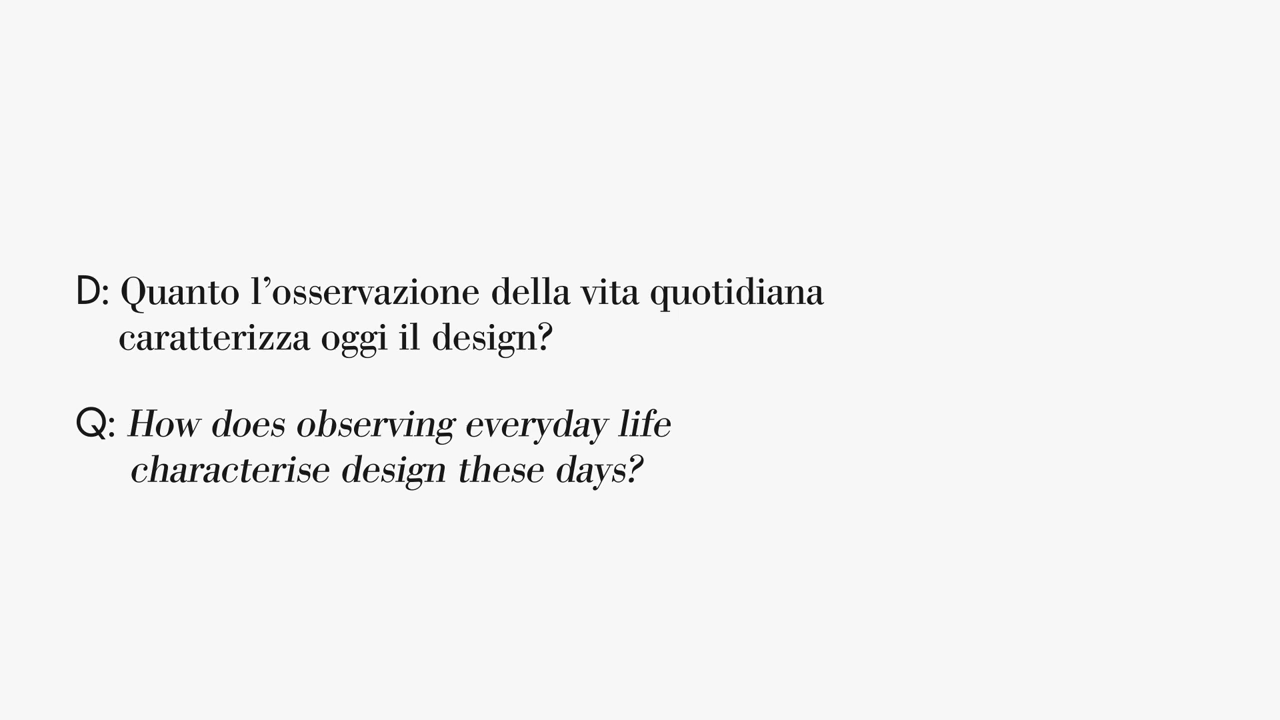 D: Quanto l’osservazione della vita quotidiana
caratterizza oggi il design?
Q: How does observing everyday life
characterise design these days?